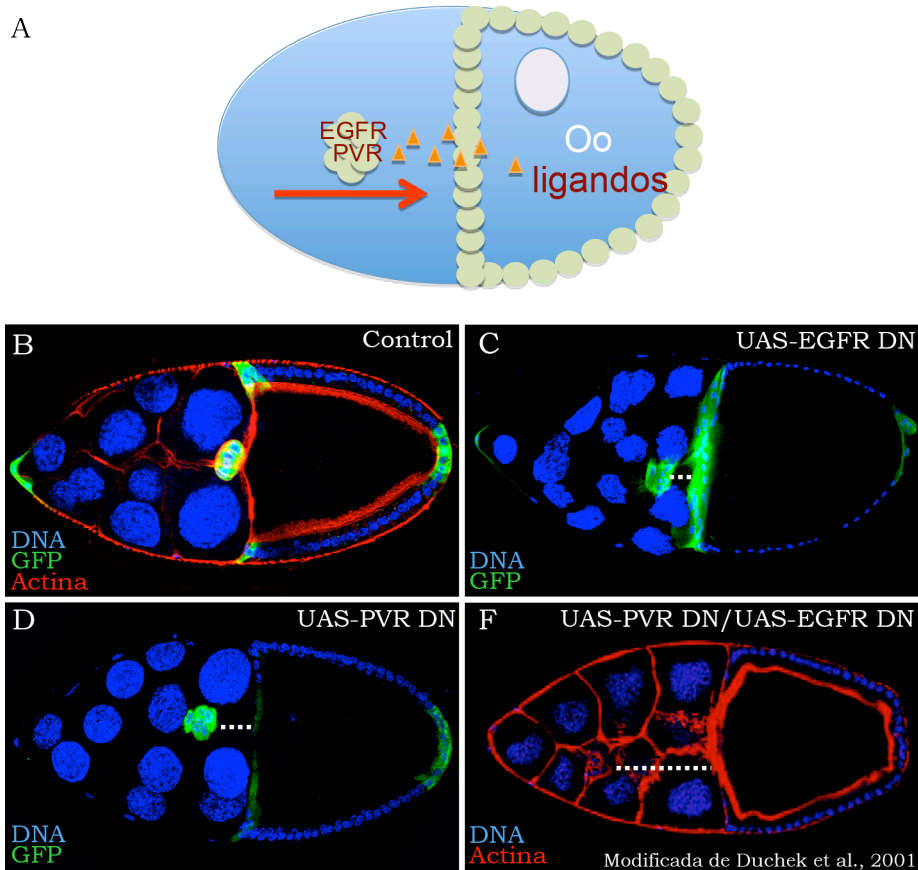 A
EGFR
PVR
Oo
ligandos
B
Control
DNA
GFP
Actina
C
UAS-EGFR DN
DNA
GFP
D
UAS-PVR DN
DNA
GFP
F
UAS-PVR DN/UAS-EGFR DN
DNA
Actina
Modificada de Duchek et al., 2001